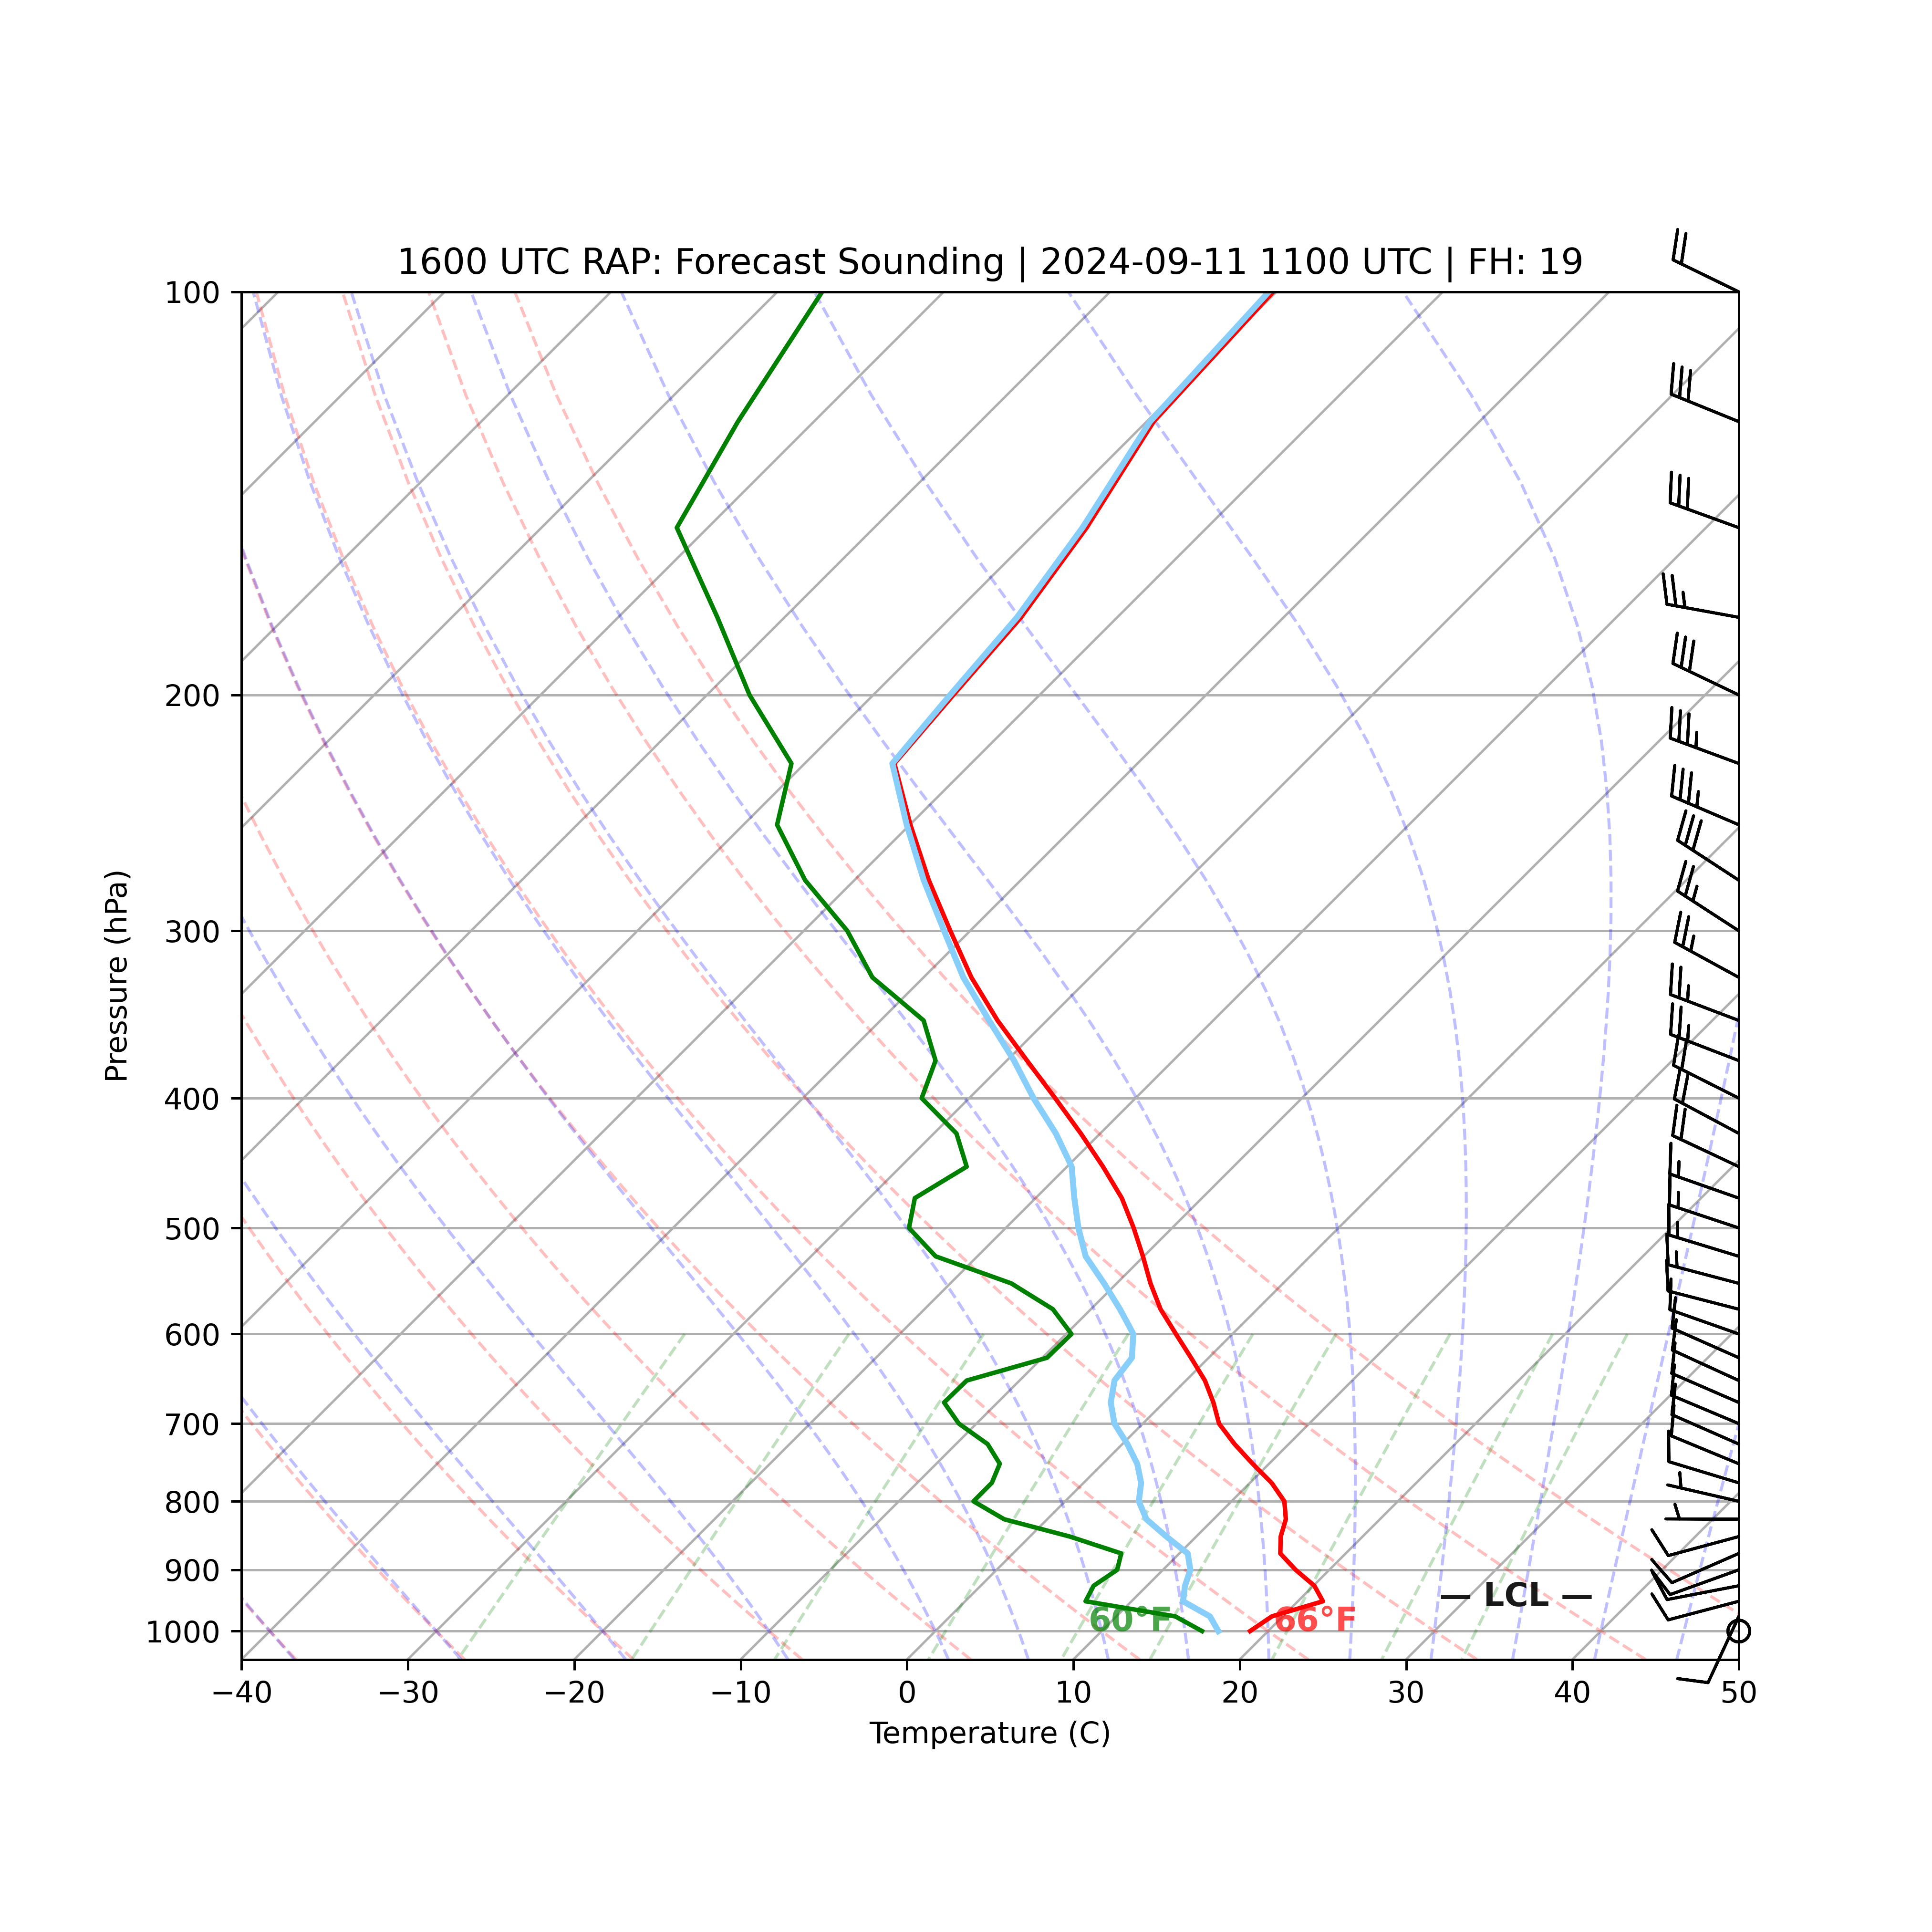 1600 UTC RAP: Forecast Sounding | 2024-09-11 1100 UTC | FH: 19
100
200
300
400
500
600
700
800
900
1000
Pressure (hPa)
— LCL —
60°F
66°F
−40 −30 −20 −10 0 10 20 30 40 50
Temperature (C)